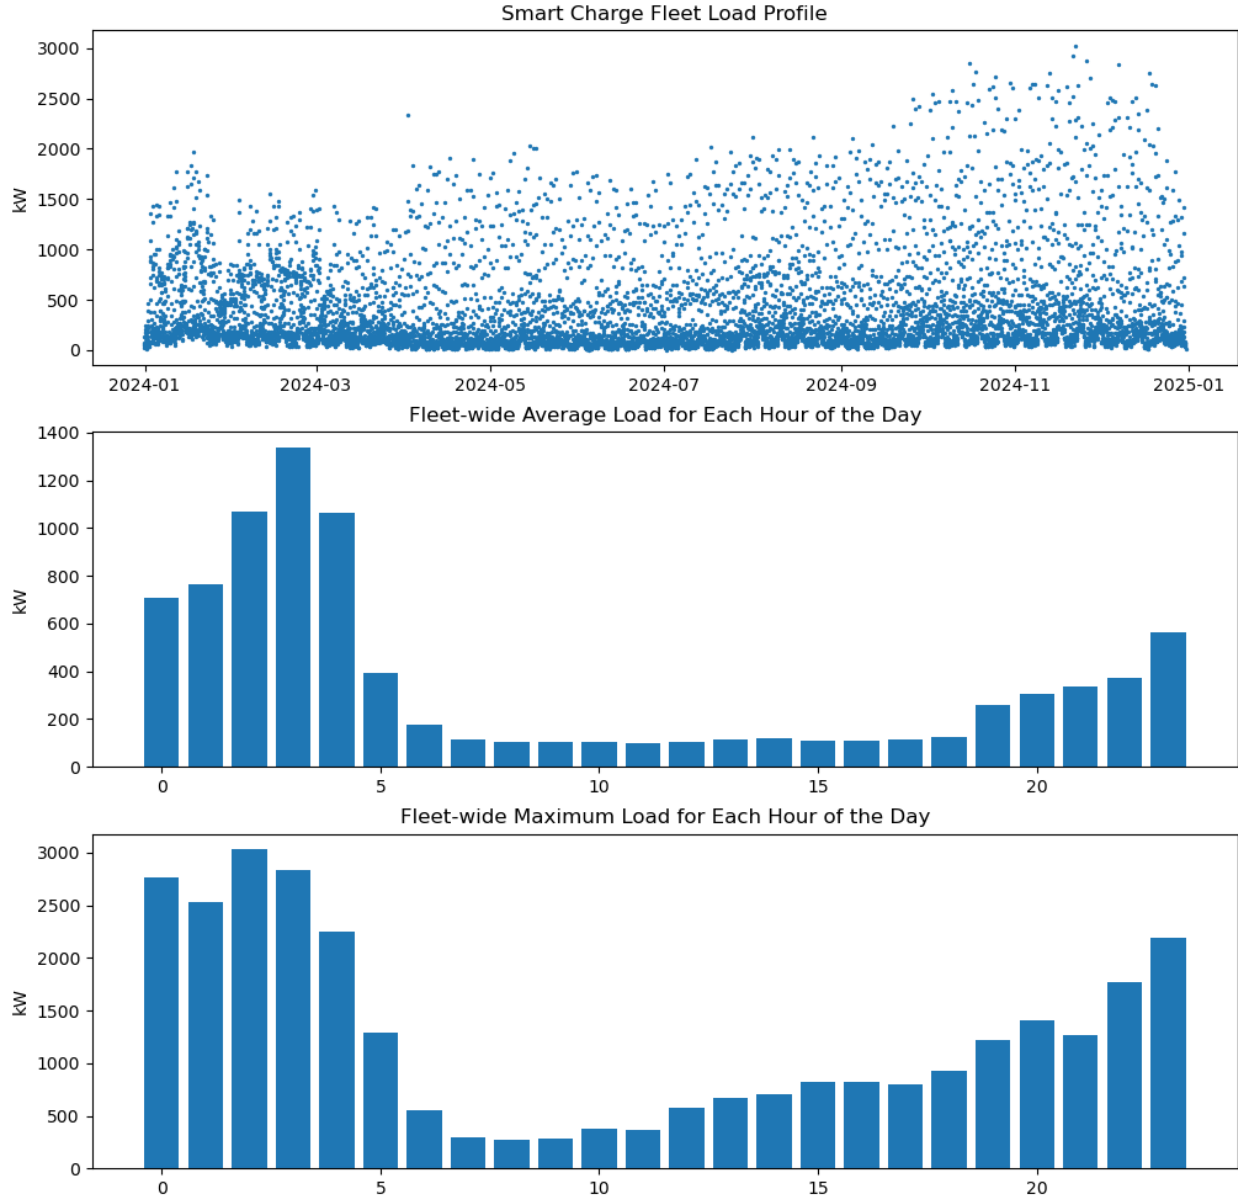 Smart Charge Fleet Load Profile
3000
2500
2000
1500
1000
500
0
kW
2024-01 2024-03 2024-05 2024-07 2024-09 2024-11 2025-01
Fleet-wide Average Load for Each Hour of the Day
1400
1200
1000
800
600
400
200
0
kW
0 5 10 15 20
Fleet-wide Maximum Load for Each Hour of the Day
3000
2500
2000
1500
1000
500
0
kW
0 5 10 15 20